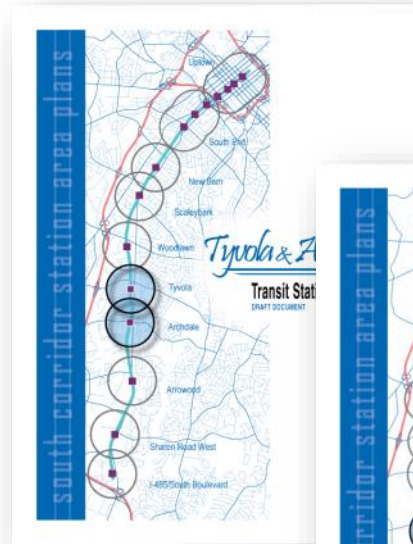 south corridor station area plans
Uptown
South End
New Bern
Scaleybark
Woodlawn
Tyvola &
Transit Stati
DRAFT DOCUMENT
Tyvola
Archdale
Arrowood
Sharon Road West
I-485/South Boulevard
rridor station area plans